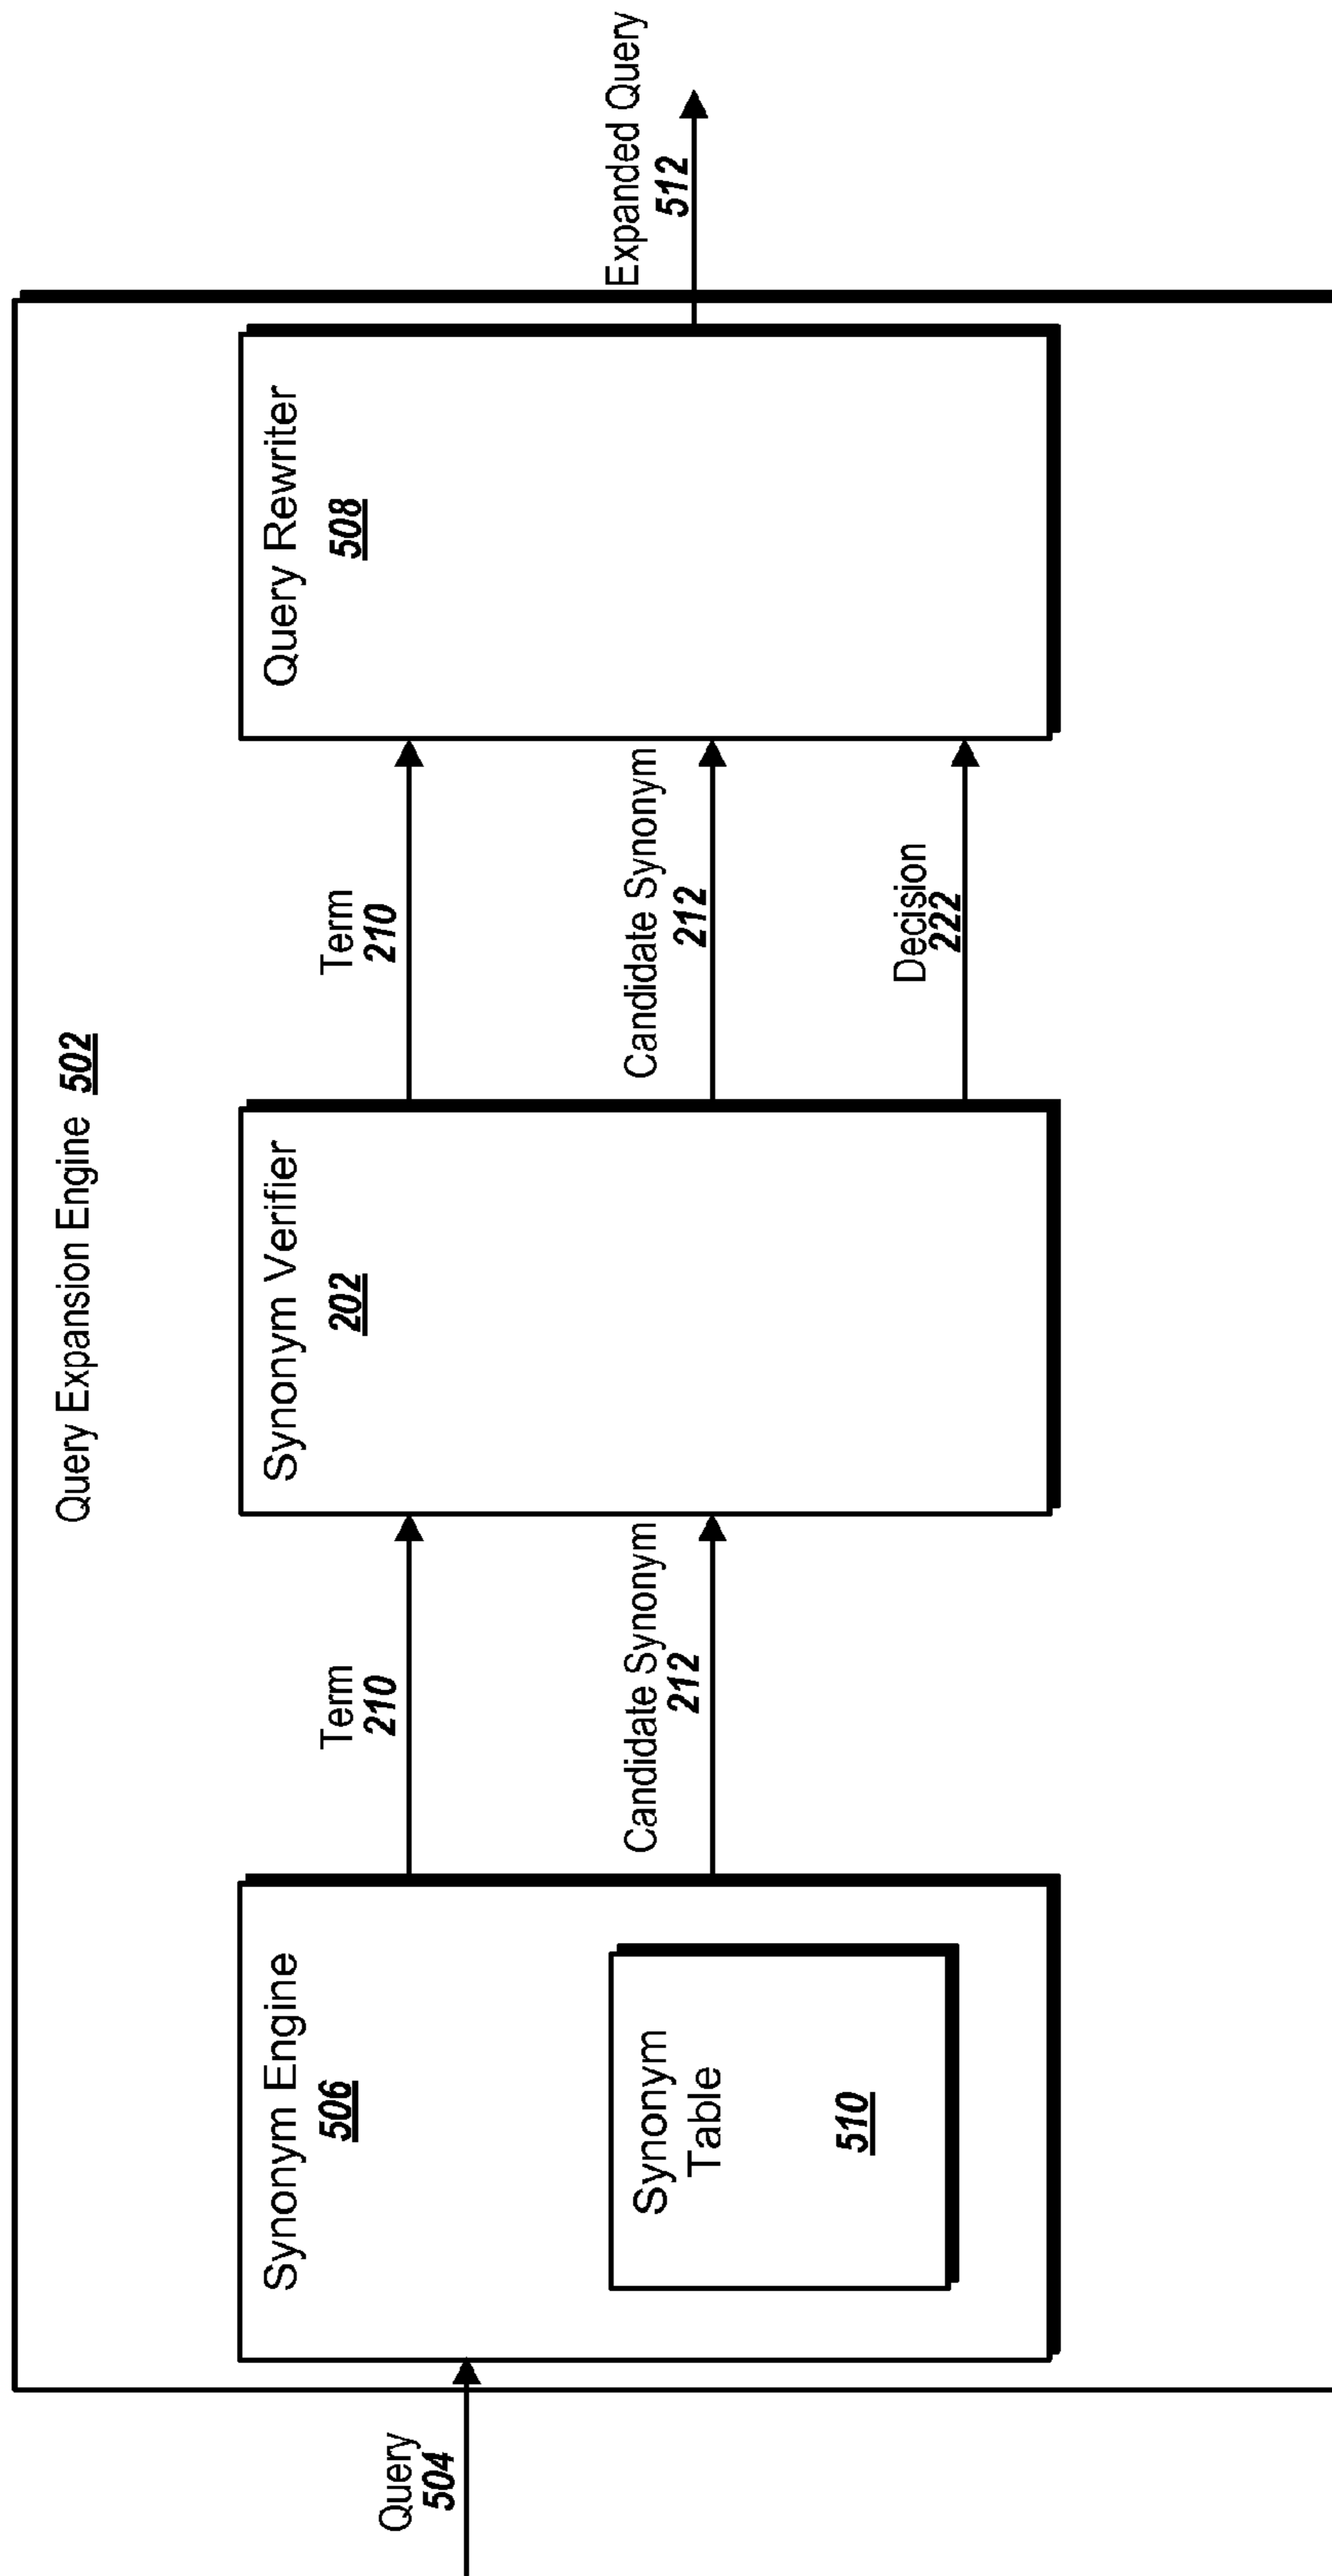 Query Expansion Engine 502
Query
504
Synonym Engine
506
Synonym
Table
510
Term
210
Candidate Synonym
212
Synonym Verifier
202
Term
210
Candidate Synonym
212
Decision
222
Query Rewriter
508
Expanded Query
512